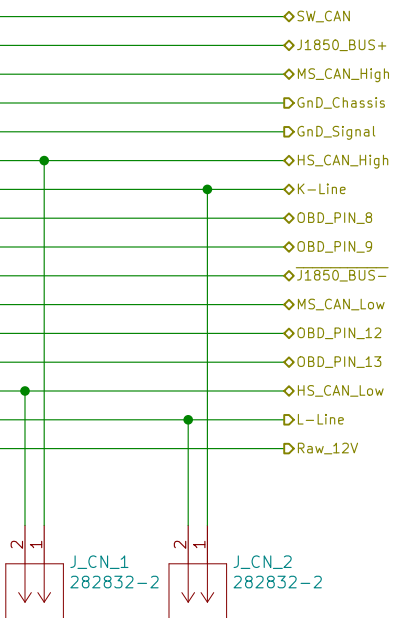 SW_CAN
J1850_BUS+
MS_CAN_High
GnD_Chassis
GnD_Signal
HS_CAN_High
K-Line
OBD_PIN_8
OBD_PIN_9
J1850_BUS-
MS_CAN_Low
OBD_PIN_12
OBD_PIN_13
HS_CAN_Low
L-Line
Raw_12V
2 1 J_CN_1
282832-2
2 1 J_CN_2
282832-2